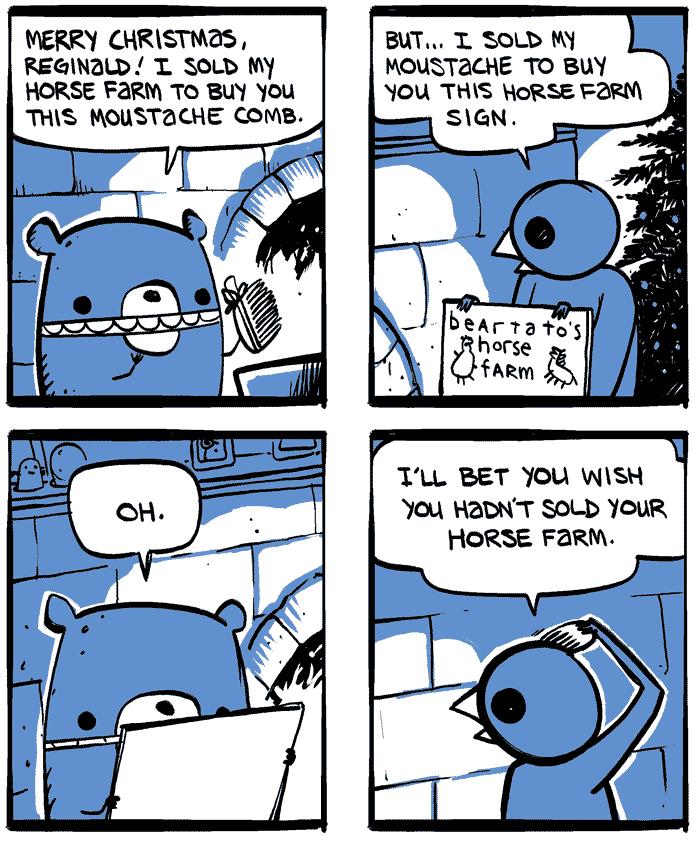 MERRY CHRISTMAS,
REGINALD! I SOLD MY
HORSE FARM TO BUY YOU
THIS MOUSTACHE COMB.
BUT... I SOLD MY
MOUSTACHE TO BUY
YOU THIS HORSE FARM
SIGN.
beartato's
horse
farm
OH.
I'LL BET YOU WISH
YOU HADN'T SOLD YOUR
HORSE FARM.